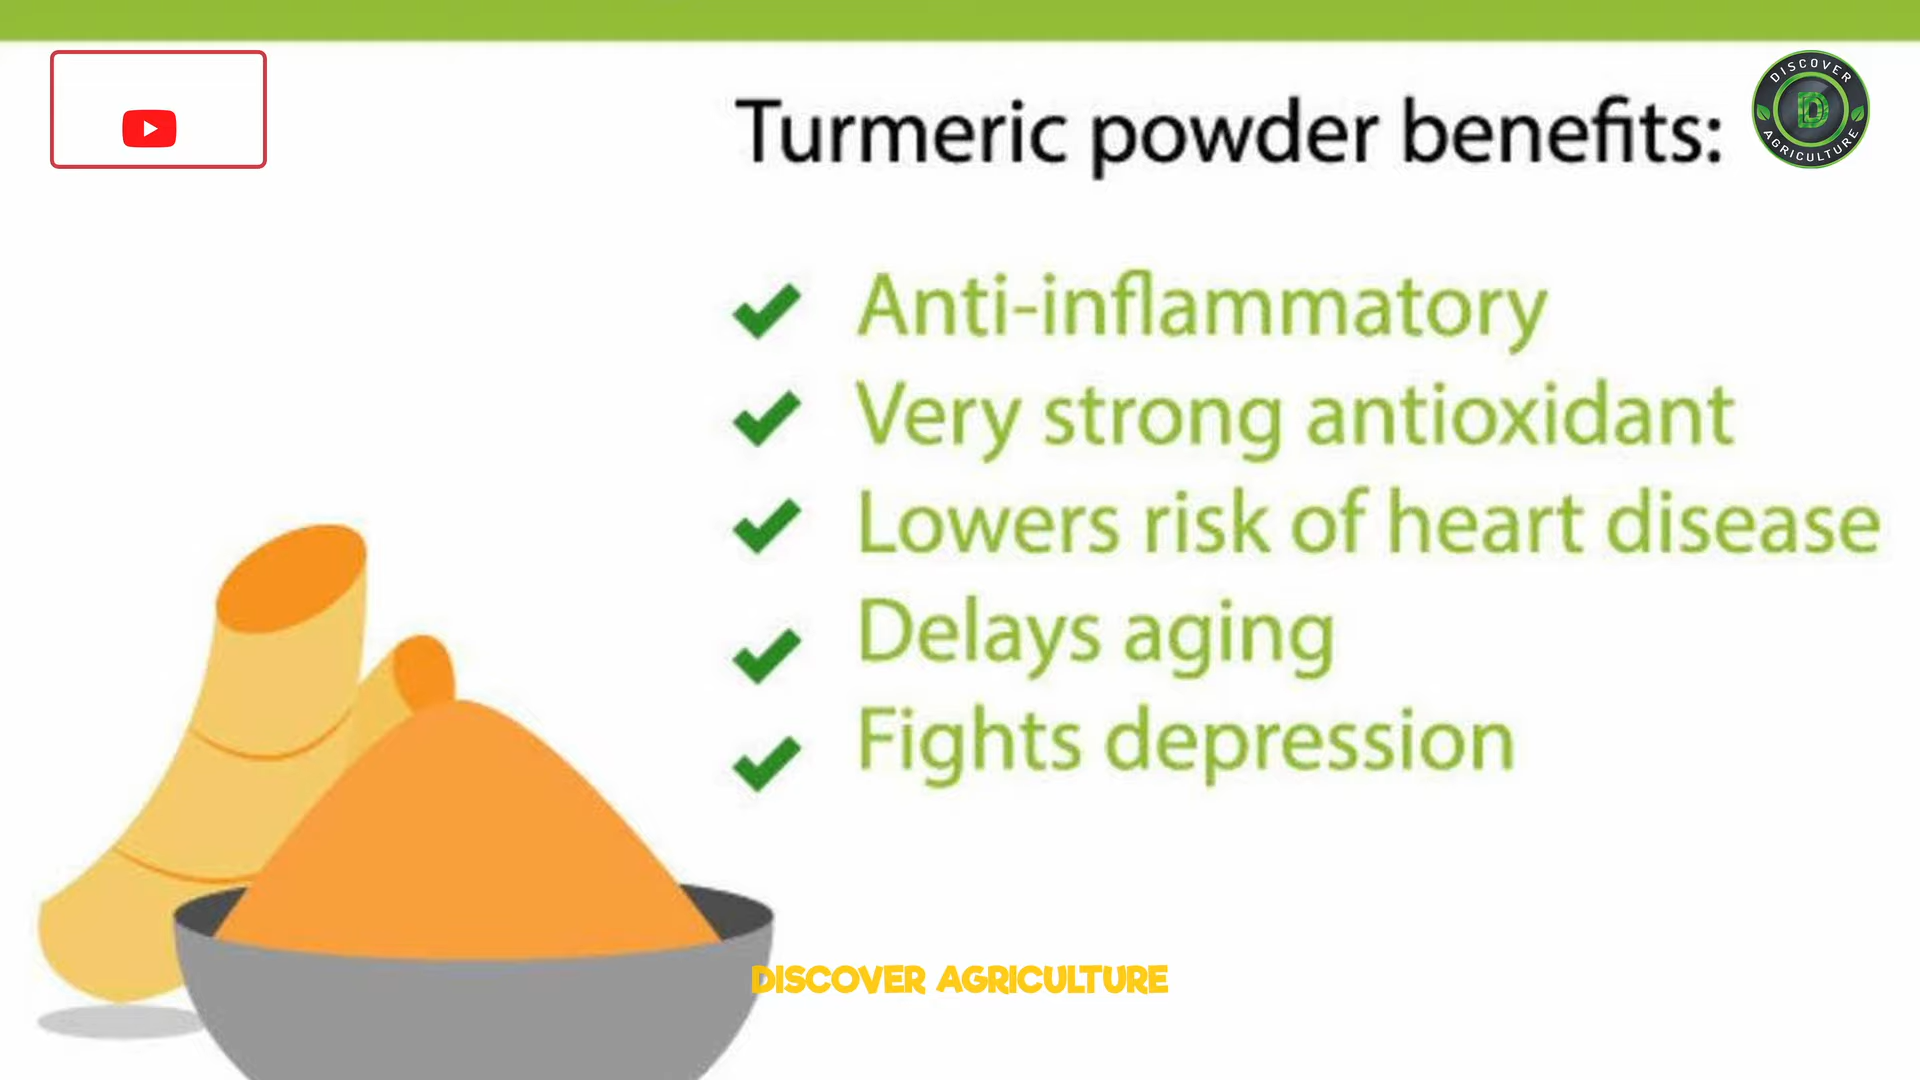 Turmeric powder benefits:
DISCOVER
D
AGRICULTURE
Anti-inflammatory
Very strong antioxidant
Lowers risk of heart disease
Delays aging
Fights depression
DISCOVER AGRICULTURE